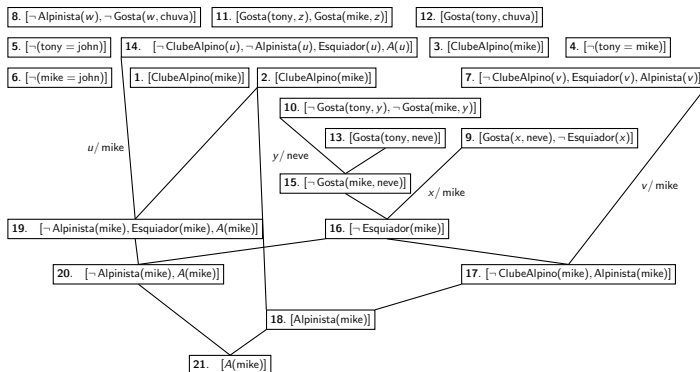 8. [¬ Alpinista(w), ¬ Gosta(w, chuva)] 11. [Gosta(tony, z), Gosta(mike, z)] 12. [Gosta(tony, chuva)]
5. [¬(tony = john)] 14. [¬ ClubeAlpino(u), ¬ Alpinista(u), Esquiador(u), A(u)] 3. [ClubeAlpino(mike)] 4. [¬(tony = mike)]
6. [¬(mike = john)] 1. [ClubeAlpino(mike)] 2. [ClubeAlpino(mike)] 7. [¬ ClubeAlpino(v), Esquiador(v), Alpinista(v)]
10. [¬ Gosta(tony, y), ¬ Gosta(mike, y)]
13. [Gosta(tony, neve)] 9. [Gosta(x, neve), ¬ Esquiador(x)]
u/ mike y/ neve
15. [¬ Gosta(mike, neve)] x/ mike v/ mike
19. [¬ Alpinista(mike), Esquiador(mike), A(mike)] 16. [¬ Esquiador(mike)]
20. [¬ Alpinista(mike), A(mike)] 17. [¬ ClubeAlpino(mike), Alpinista(mike)]
18. [Alpinista(mike)]
21. [A(mike)]